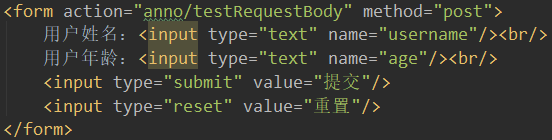 <form action="anno/testRequestBody" method="post">
    用户姓名：<input type="text" name="username"/><br/>
    用户年龄：<input type="text" name="age"/><br/>
    <input type="submit" value="提交"/>
    <input type="reset" value="重置"/>
</form>